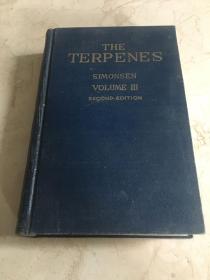 THE
TERPENES
SIMONSEN
VOLUME III
SECOND EDITION